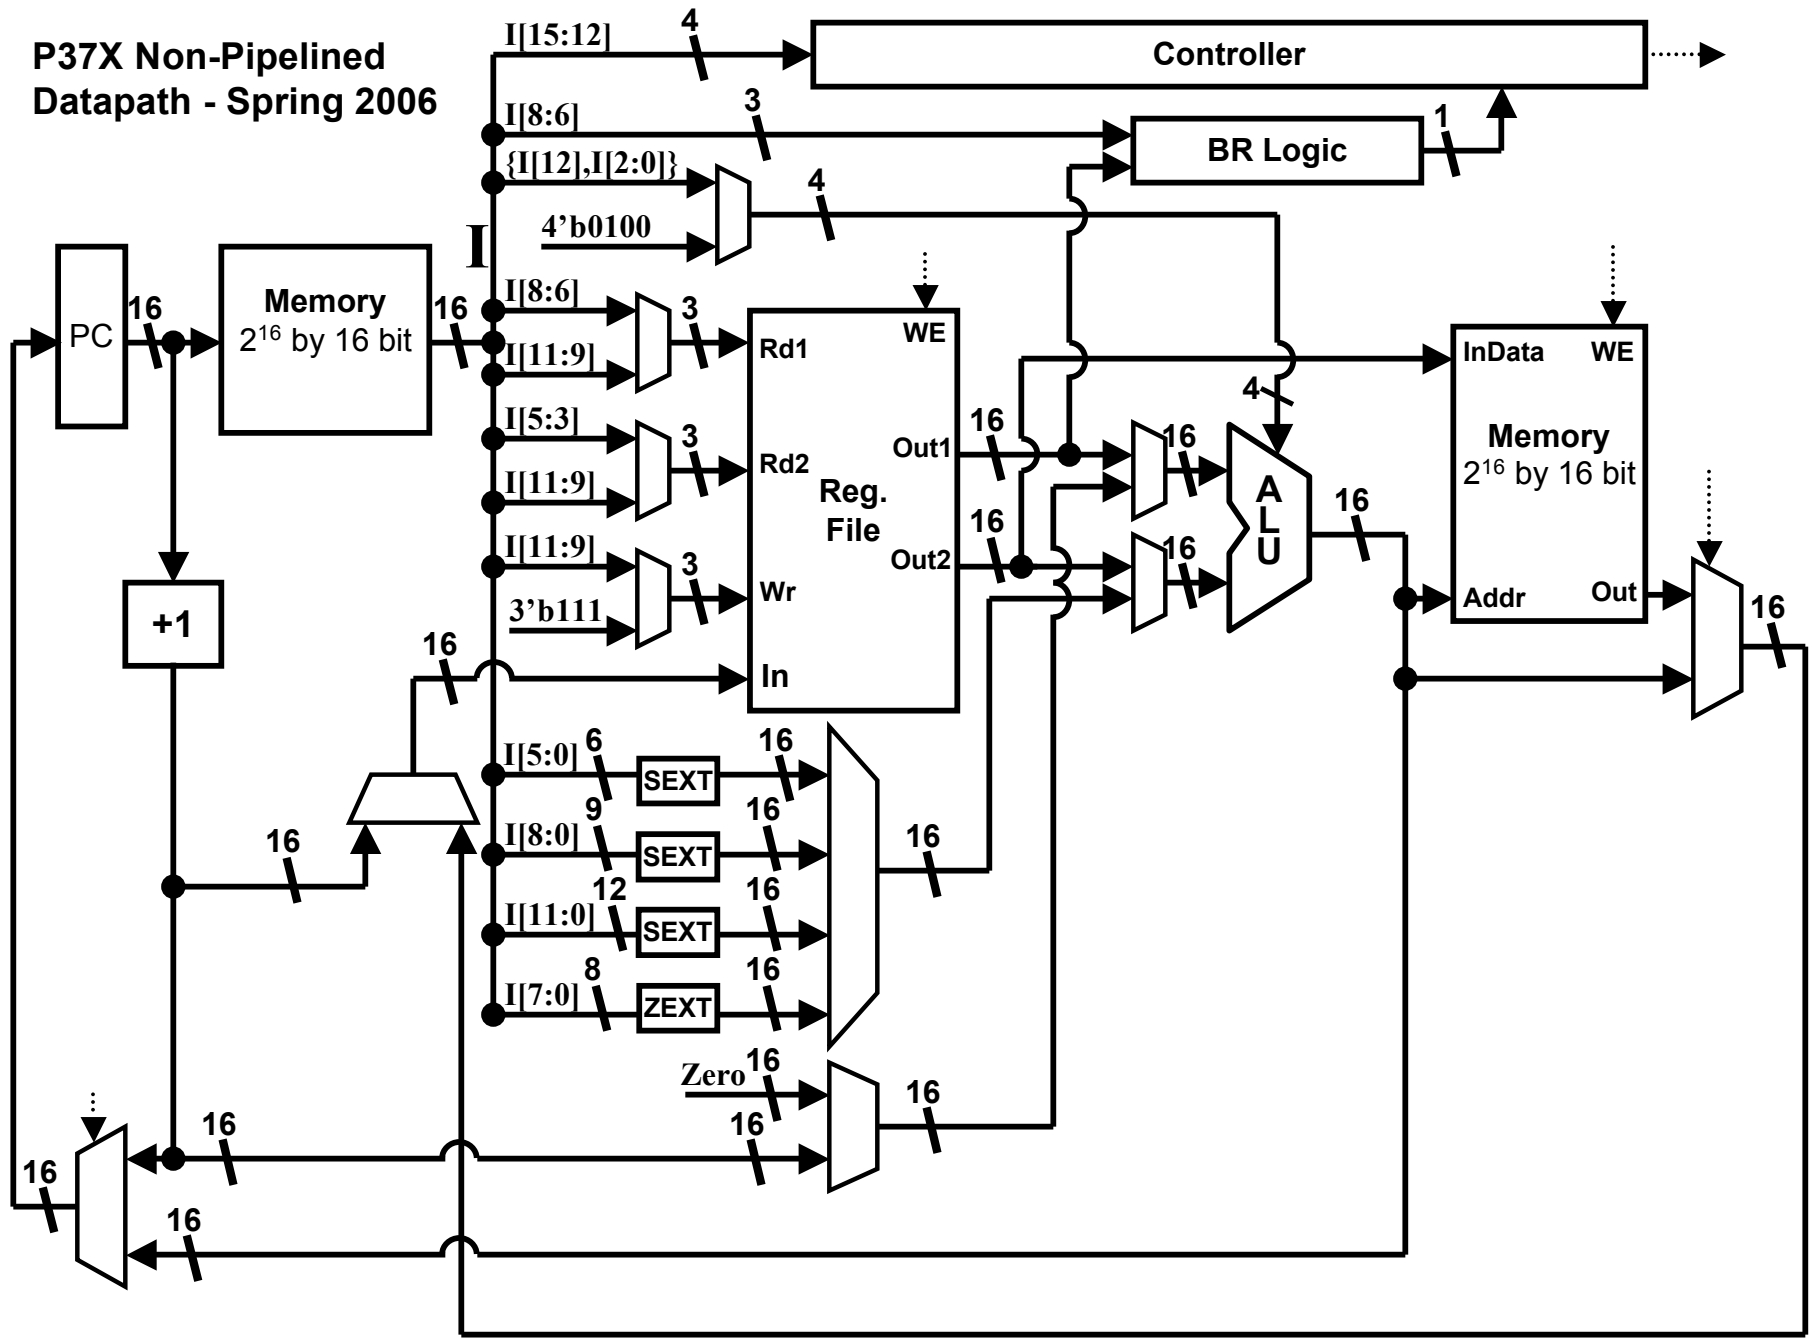 P37X Non-Pipelined
Datapath - Spring 2006
I[15:12]
4
Controller
I[8:6]
3
BR Logic
1
{I[12],I[2:0]}
4
4’b0100
I
PC
16
Memory
2^16 by 16 bit
16
I[8:6]
3
I[11:9]
I[5:3]
3
I[11:9]
I[11:9]
3
3’b111
16
Rd1
WE
Rd2
Reg.
File
Out1
Out2
Wr
In
16
16
16
16
4
A
L
U
16
InData
WE
Memory
2^16 by 16 bit
Addr
Out
16
+1
16
I[5:0]
6
SEXT
16
I[8:0]
9
SEXT
16
I[11:0]
12
SEXT
16
I[7:0]
8
ZEXT
16
16
Zero
16
16
16
16
16
16